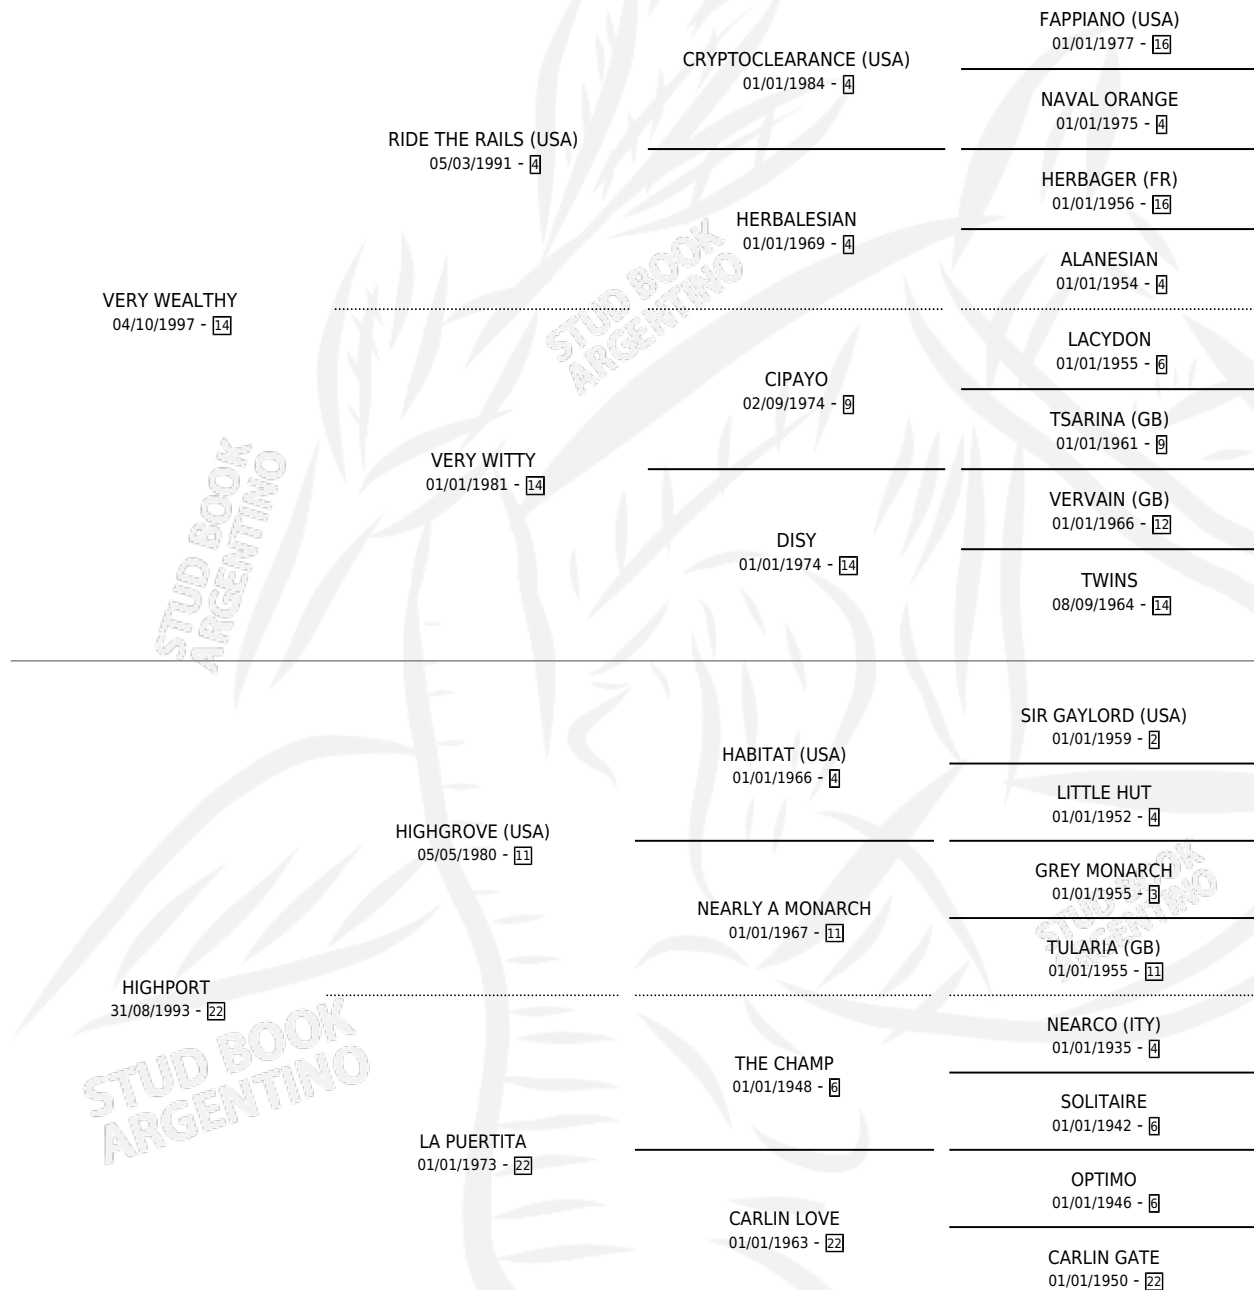 FAPPIANO (USA)
01/01/1977 - 16
CRYPTOCLEARANCE (USA)
01/01/1984 - 4
NAVAL ORANGE
01/01/1975 - 4
RIDE THE RAILS (USA)
05/03/1991 - 4
HERBAGER (FR)
01/01/1956 - 16
HERBALESIAN
01/01/1969 - 4
ALANESIAN
01/01/1954 - 4
VERY WEALTHY
04/10/1997 - 14
STUD BOOK
ARGENTINO
LACYDON
01/01/1955 - 6
CIPAYO
02/09/1974 - 9
TSARINA (GB)
01/01/1961 - 9
VERY WITTY
01/01/1981 - 14
VERVAIN (GB)
01/01/1966 - 12
DISY
01/01/1974 - 14
TWINS
08/09/1964 - 14
STUD BOOK
ARGENTINO
SIR GAYLORD (USA)
01/01/1959 - 2
HABITAT (USA)
01/01/1966 - 4
LITTLE HUT
01/01/1952 - 4
HIGHGROVE (USA)
05/05/1980 - 11
GREY MONARCH
01/01/1955 - 3
NEARLY A MONARCH
01/01/1967 - 11
STUD BOOK
ARGENTINO
TULARIA (GB)
01/01/1955 - 11
HIGHPORT
31/08/1993 - 22
STUD BOOK
ARGENTINO
NEARCO (ITY)
01/01/1935 - 4
THE CHAMP
01/01/1948 - 6
SOLITAIRE
01/01/1942 - 6
LA PUERTITA
01/01/1973 - 22
OPTIMO
01/01/1946 - 6
CARLIN LOVE
01/01/1963 - 22
CARLIN GATE
01/01/1950 - 22